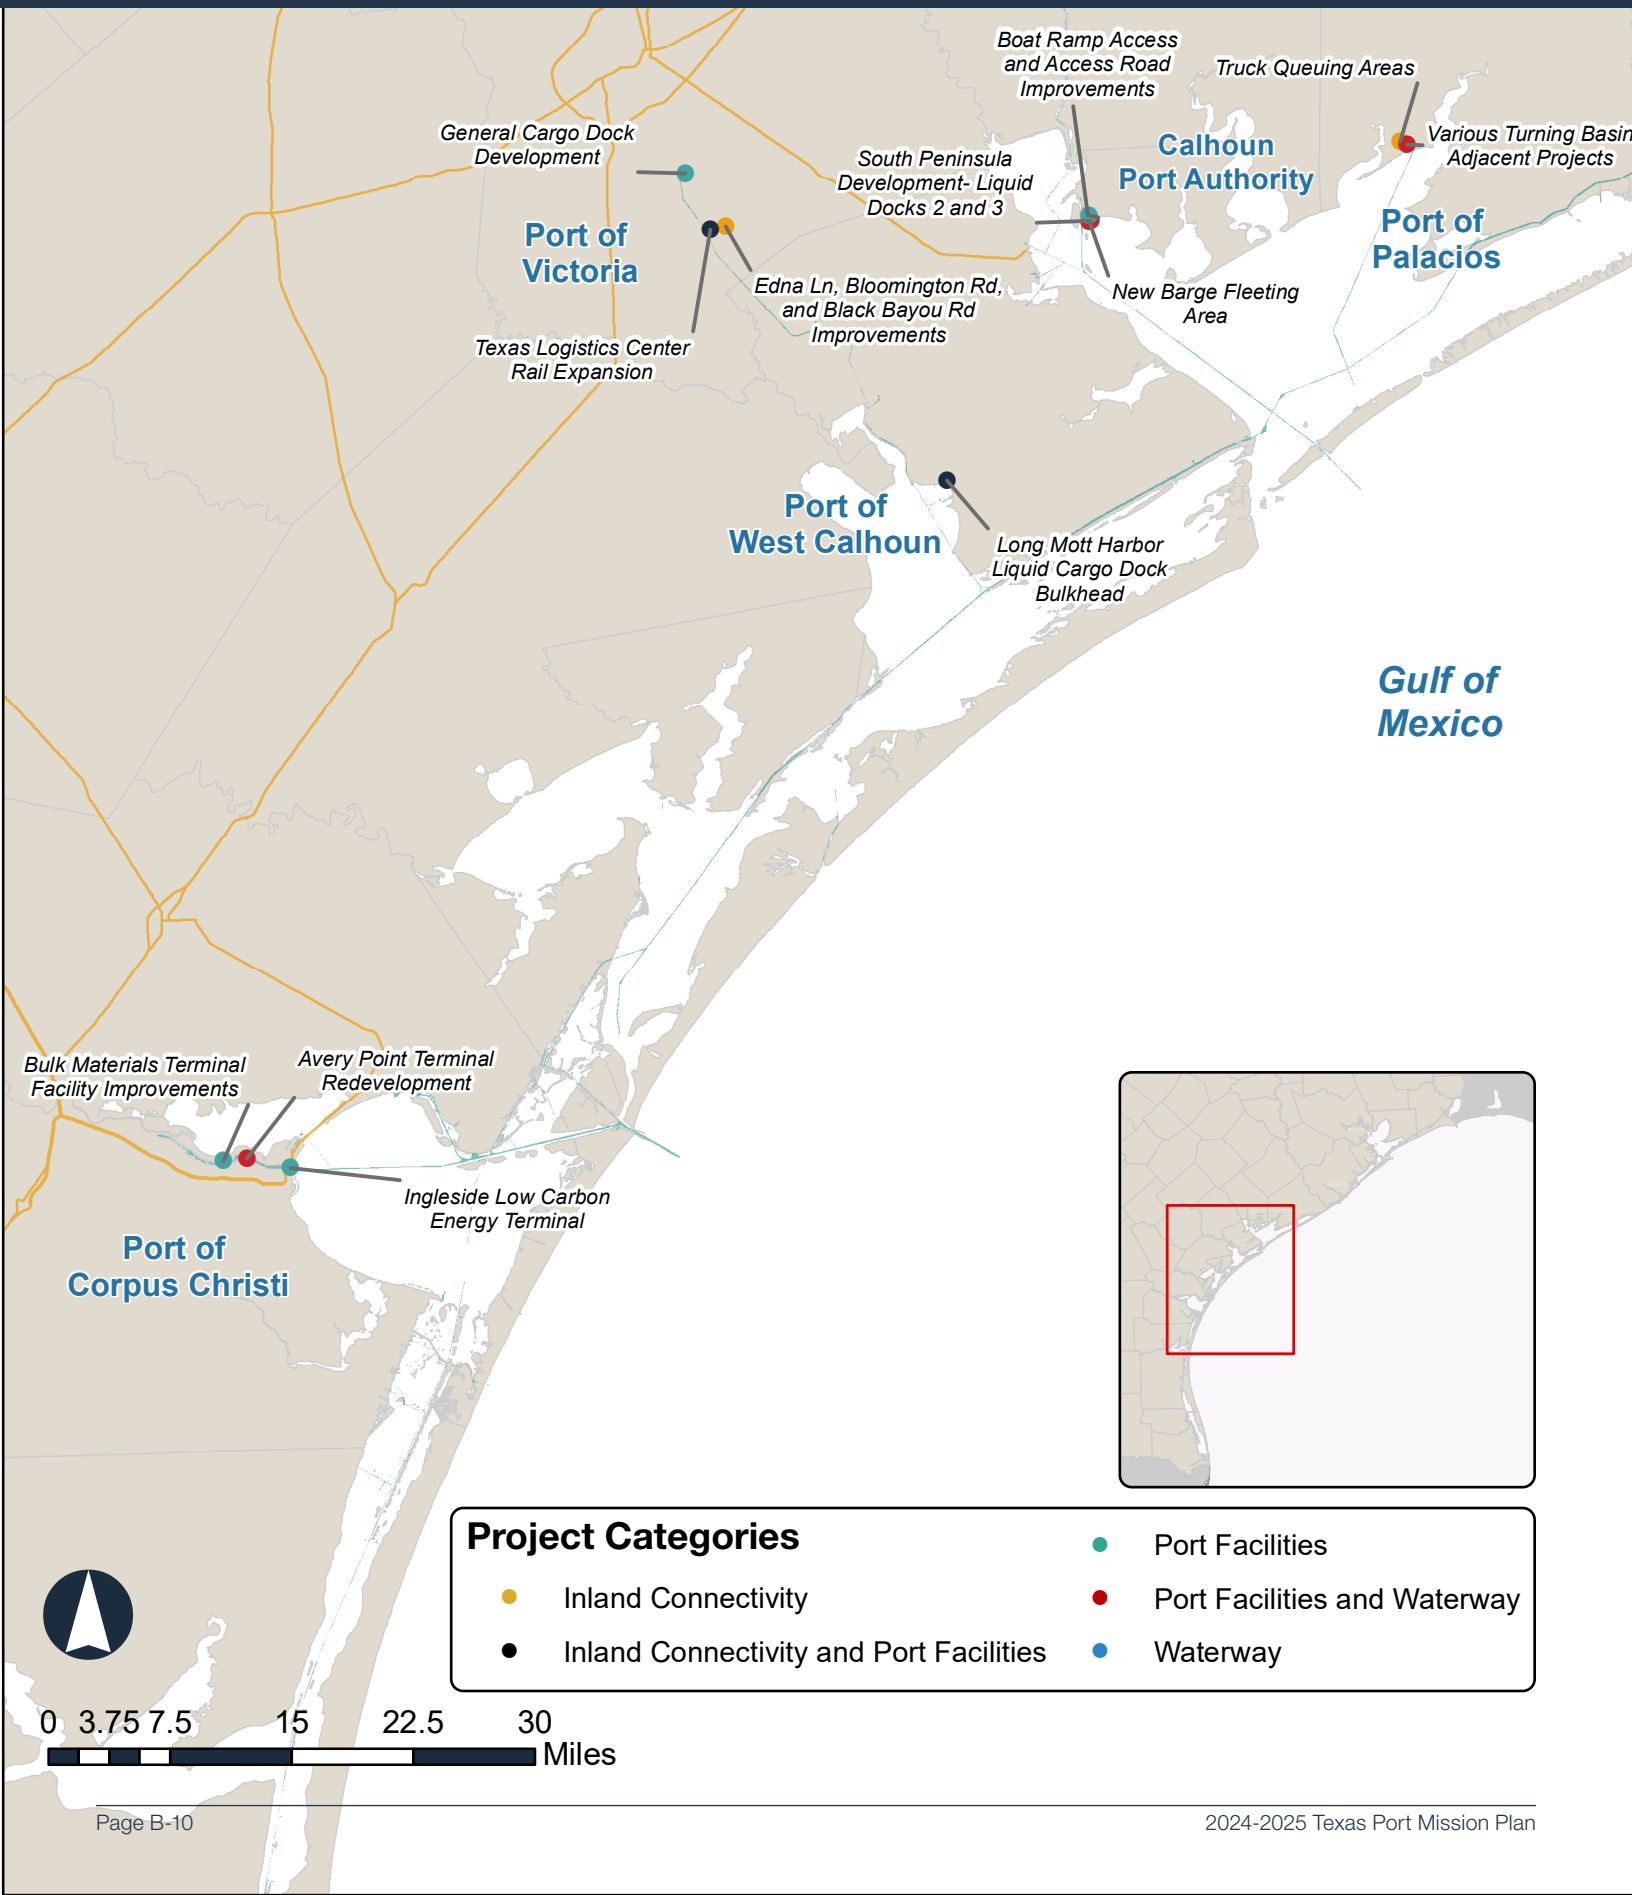 Boat Ramp Access
and Access Road
Improvements
Truck Queuing Areas
General Cargo Dock
Development
South Peninsula
Development- Liquid
Docks 2 and 3
Calhoun
Port Authority
Various Turning Basin
Adjacent Projects
Port of
Victoria
Port of
Palacios
Edna Ln, Bloomington Rd,
and Black Bayou Rd
Improvements
New Barge Fleeting
Area
Texas Logistics Center
Rail Expansion
Port of
West Calhoun
Long Mott Harbor
Liquid Cargo Dock
Bulkhead
Gulf of
Mexico
Bulk Materials Terminal
Facility Improvements
Avery Point Terminal
Redevelopment
Ingleside Low Carbon
Energy Terminal
Port of
Corpus Christi
Project Categories
Inland Connectivity
Inland Connectivity and Port Facilities
Port Facilities
Port Facilities and Waterway
Waterway
0 3.75 7.5 15 22.5 30
Miles
Page B-10
2024-2025 Texas Port Mission Plan